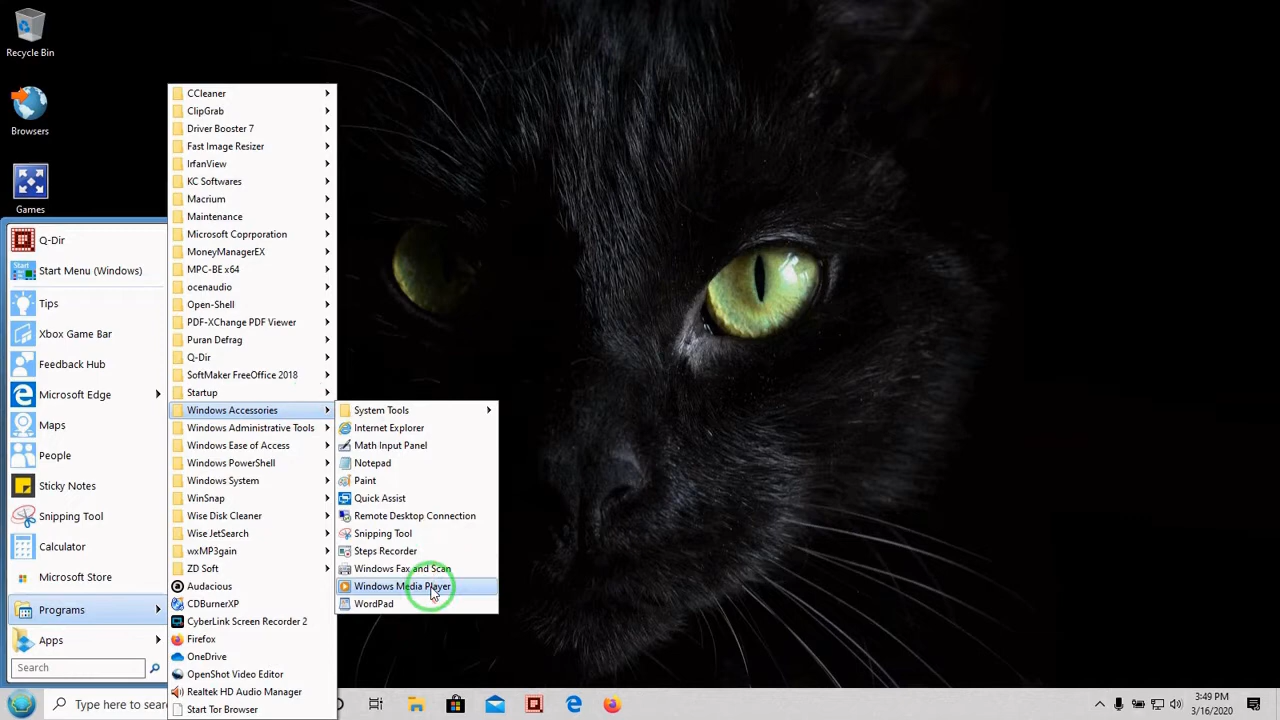 Recycle Bin
Browsers
Games
Q-Dir
Start Menu (Windows)
Tips
Xbox Game Bar
Feedback Hub
Microsoft Edge
Maps
People
Sticky Notes
Snipping Tool
Calculator
Microsoft Store
Programs
Apps
Search
CCleaner
ClipGrab
Driver Booster 7
Fast Image Resizer
IrfanView
KC Softwares
Macrium
Maintenance
Microsoft Coprporation
MoneyManagerEX
MPC-BE x64
ocenaudio
Open-Shell
PDF-XChange PDF Viewer
Puran Defrag
Q-Dir
SoftMaker FreeOffice 2018
Startup
Windows Accessories
Windows Administrative Tools
Windows Ease of Access
Windows PowerShell
Windows System
WinSnap
Wise Disk Cleaner
Wise JetSearch
wxMP3gain
ZD Soft
Audacious
CDBurnerXP
CyberLink Screen Recorder 2
Firefox
OneDrive
OpenShot Video Editor
Realtek HD Audio Manager
Start Tor Browser
System Tools
Internet Explorer
Math Input Panel
Notepad
Paint
Quick Assist
Remote Desktop Connection
Snipping Tool
Steps Recorder
Windows Fax and Scan
Windows Media Player
WordPad
Type here to sear
3:49 PM
3/16/2020